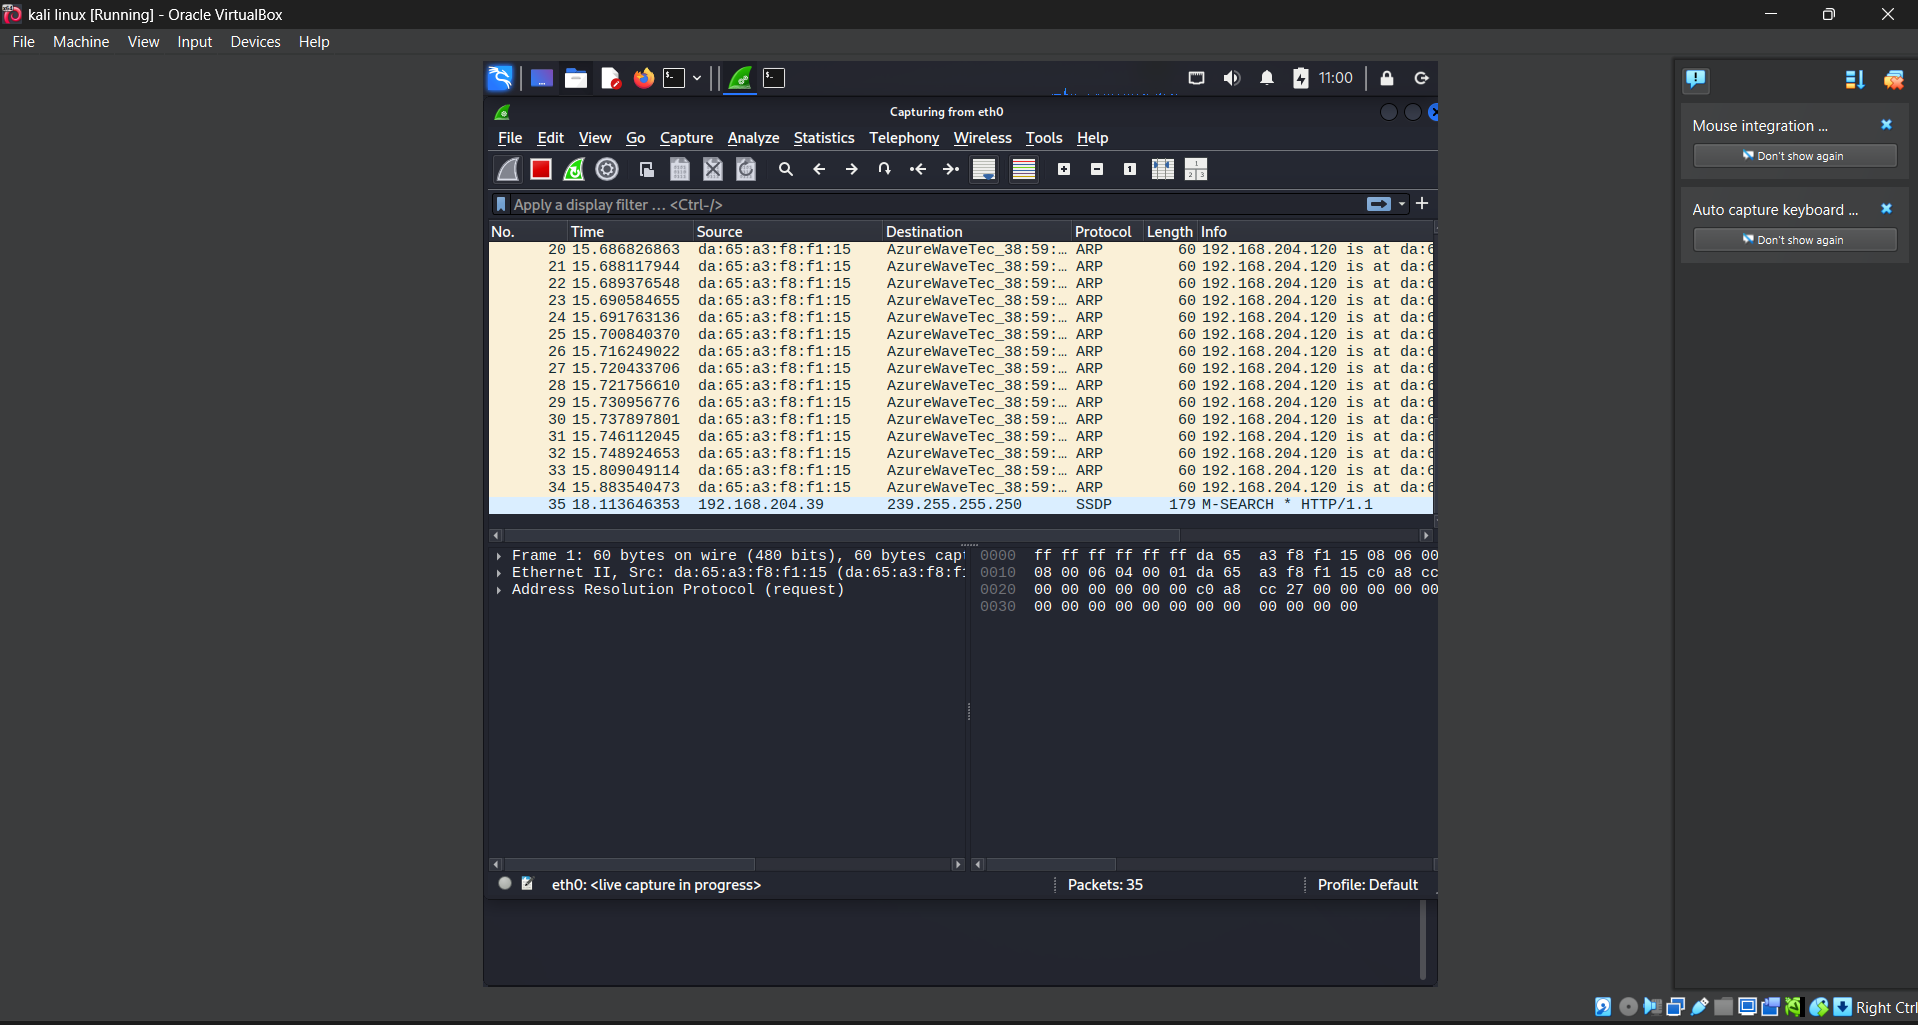 kali linux [Running] - Oracle VirtualBox
File Machine View Input Devices Help
11:00
Capturing from eth0
File Edit View Go Capture Analyze Statistics Telephony Wireless Tools Help
Apply a display filter ... <Ctrl-/>
No. Time Source Destination Protocol Length Info
20 15.686826863 da:65:a3:f8:f1:15 AzureWaveTec_38:59:… ARP 60 192.168.204.120 is at da:6
21 15.688117944 da:65:a3:f8:f1:15 AzureWaveTec_38:59:… ARP 60 192.168.204.120 is at da:6
22 15.689376548 da:65:a3:f8:f1:15 AzureWaveTec_38:59:… ARP 60 192.168.204.120 is at da:6
23 15.690584655 da:65:a3:f8:f1:15 AzureWaveTec_38:59:… ARP 60 192.168.204.120 is at da:6
24 15.691763136 da:65:a3:f8:f1:15 AzureWaveTec_38:59:… ARP 60 192.168.204.120 is at da:6
25 15.700840370 da:65:a3:f8:f1:15 AzureWaveTec_38:59:… ARP 60 192.168.204.120 is at da:6
26 15.716249022 da:65:a3:f8:f1:15 AzureWaveTec_38:59:… ARP 60 192.168.204.120 is at da:6
27 15.720433706 da:65:a3:f8:f1:15 AzureWaveTec_38:59:… ARP 60 192.168.204.120 is at da:6
28 15.721756610 da:65:a3:f8:f1:15 AzureWaveTec_38:59:… ARP 60 192.168.204.120 is at da:6
29 15.730956776 da:65:a3:f8:f1:15 AzureWaveTec_38:59:… ARP 60 192.168.204.120 is at da:6
30 15.737897801 da:65:a3:f8:f1:15 AzureWaveTec_38:59:… ARP 60 192.168.204.120 is at da:6
31 15.746112045 da:65:a3:f8:f1:15 AzureWaveTec_38:59:… ARP 60 192.168.204.120 is at da:6
32 15.748924653 da:65:a3:f8:f1:15 AzureWaveTec_38:59:… ARP 60 192.168.204.120 is at da:6
33 15.809049114 da:65:a3:f8:f1:15 AzureWaveTec_38:59:… ARP 60 192.168.204.120 is at da:6
34 15.883540473 da:65:a3:f8:f1:15 AzureWaveTec_38:59:… ARP 60 192.168.204.120 is at da:6
35 18.113646353 192.168.204.39 239.255.255.250 SSDP 179 M-SEARCH * HTTP/1.1
Frame 1: 60 bytes on wire (480 bits), 60 bytes capt
Ethernet II, Src: da:65:a3:f8:f1:15 (da:65:a3:f8:f1
Address Resolution Protocol (request)
0000 ff ff ff ff ff ff da 65 a3 f8 f1 15 08 06 00
0010 08 00 06 04 00 01 da 65 a3 f8 f1 15 c0 a8 cc
0020 00 00 00 00 00 00 c0 a8 cc 27 00 00 00 00 00
0030 00 00 00 00 00 00 00 00 00 00 00 00
eth0: <live capture in progress>
Packets: 35
Profile: Default
Mouse integration ...
Don't show again
Auto capture keyboard ...
Don't show again
Right Ctrl